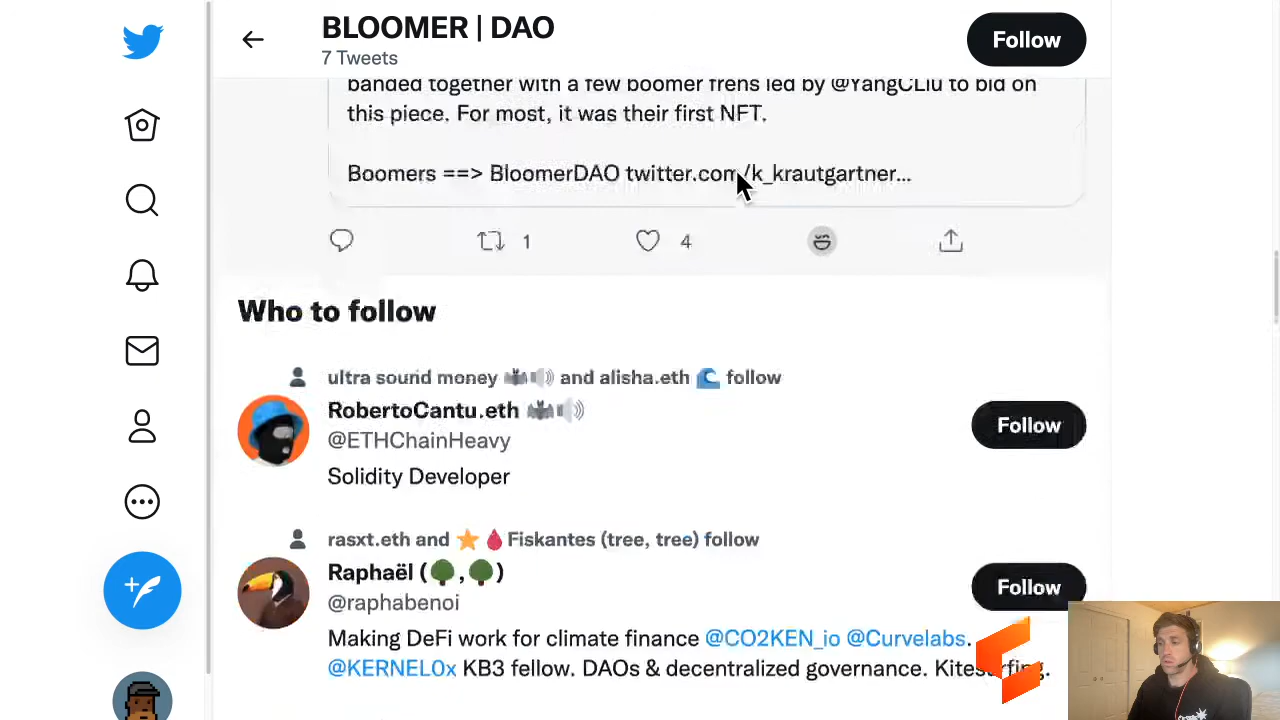 BLOOMER | DAO
7 Tweets
Follow
banded together with a few boomer frens led by @YangCLiu to bid on
this piece. For most, it was their first NFT.
Boomers ==> BloomerDAO twitter.com/k_krautgartner...
1
4
Who to follow
ultra sound money and alisha.eth follow
RobertoCantu.eth
@ETHChainHeavy
Follow
Solidity Developer
rasxt.eth and Fiskantes (tree, tree) follow
Raphaël ( , )
@raphabenoi
Follow
Making DeFi work for climate finance @CO2KEN_io @Curvelabs.
@KERNEL0x KB3 fellow. DAOs & decentralized governance. Kitesurfing.